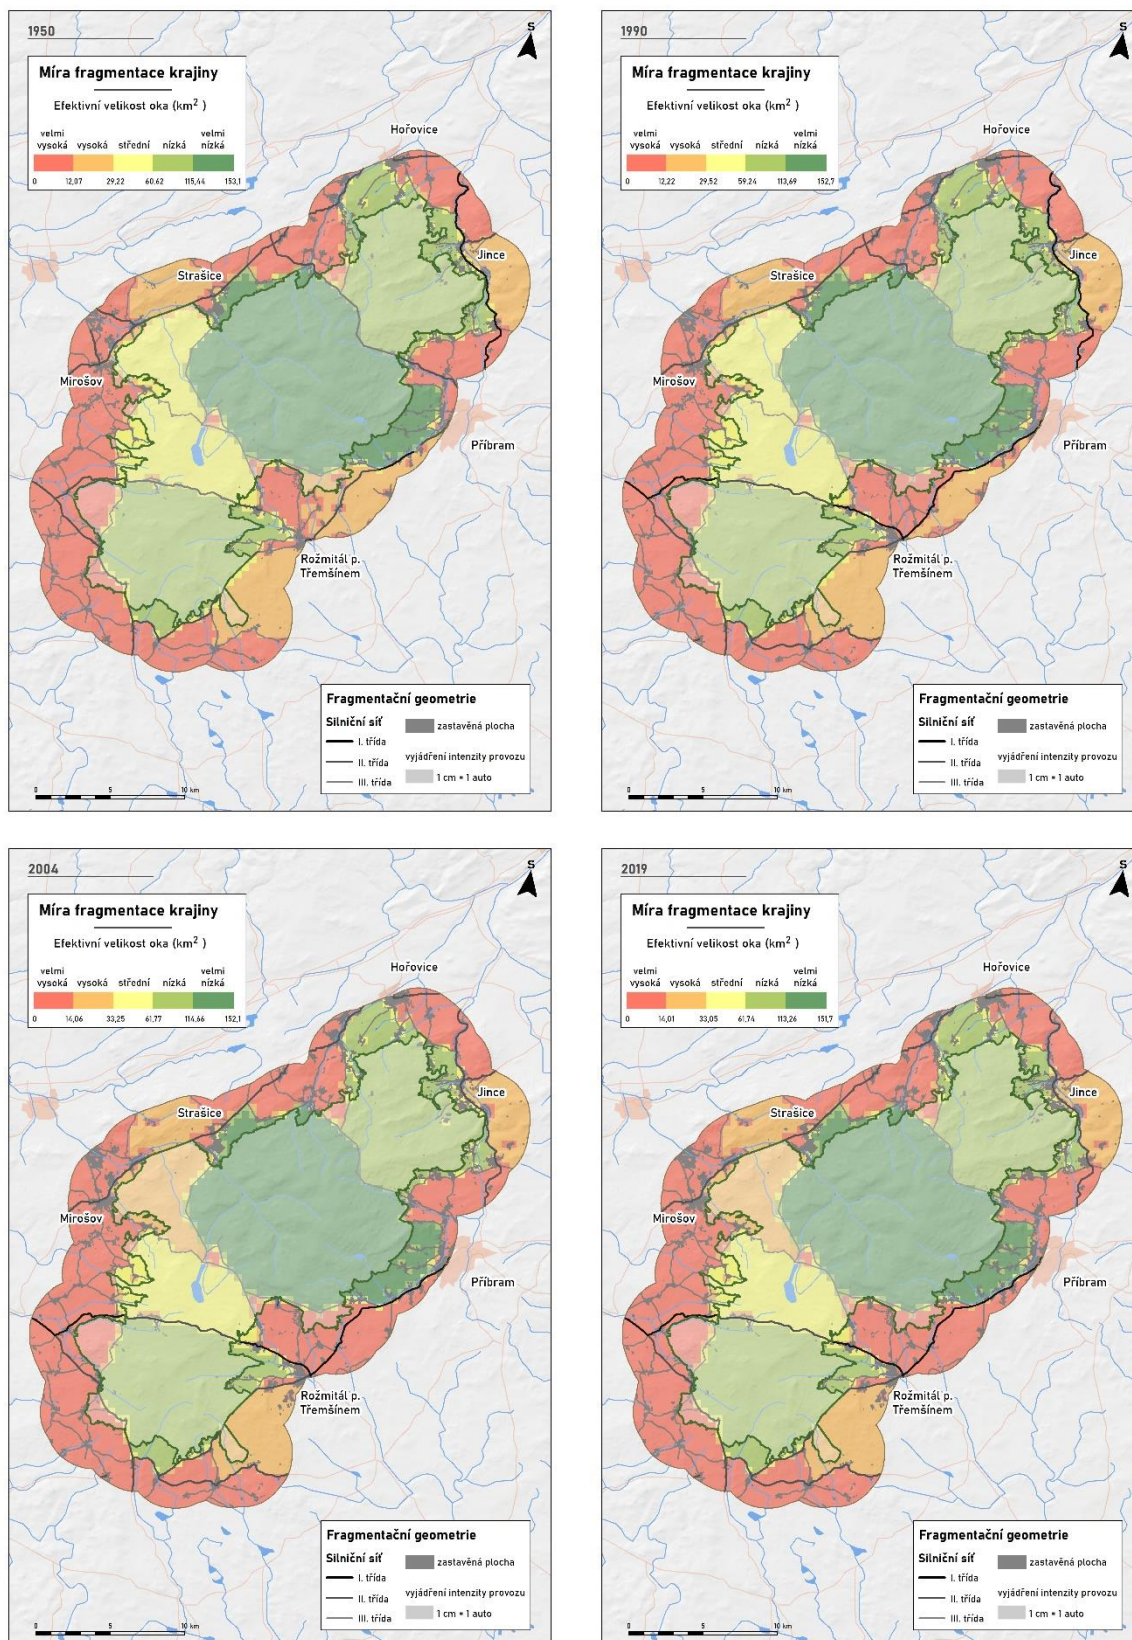 1950
S
Míra fragmentace krajiny
Efektivní velikost oka (km²)
velmi vysoká vysoká střední nízká velmi nízká
0 12,07 29,22 60,62 115,44 153,1
Hořovice
Strašice
Jince
Mirošov
Příbram
Rožmitál p.
Třemšínem
Fragmentační geometrie
Silniční síť
zastavěná plocha
I. třída
vyjádření intenzity provozu
II. třída
1 cm = 1 auto
III. třída
0 5 10 km
1990
S
Míra fragmentace krajiny
Efektivní velikost oka (km²)
velmi vysoká vysoká střední nízká velmi nízká
0 12,22 29,52 59,24 113,69 152,7
Hořovice
Strašice
Jince
Mirošov
Příbram
Rožmitál p.
Třemšínem
Fragmentační geometrie
Silniční síť
zastavěná plocha
I. třída
vyjádření intenzity provozu
II. třída
1 cm = 1 auto
III. třída
0 5 10 km
2004
S
Míra fragmentace krajiny
Efektivní velikost oka (km²)
velmi vysoká vysoká střední nízká velmi nízká
0 14,06 33,25 61,77 114,66 152,1
Hořovice
Strašice
Jince
Mirošov
Příbram
Rožmitál p.
Třemšínem
Fragmentační geometrie
Silniční síť
zastavěná plocha
I. třída
vyjádření intenzity provozu
II. třída
1 cm = 1 auto
III. třída
0 5 10 km
2019
S
Míra fragmentace krajiny
Efektivní velikost oka (km²)
velmi vysoká vysoká střední nízká velmi nízká
0 14,01 33,05 61,74 113,26 151,7
Hořovice
Strašice
Jince
Mirošov
Příbram
Rožmitál p.
Třemšínem
Fragmentační geometrie
Silniční síť
zastavěná plocha
I. třída
vyjádření intenzity provozu
II. třída
1 cm = 1 auto
III. třída
0 5 10 km